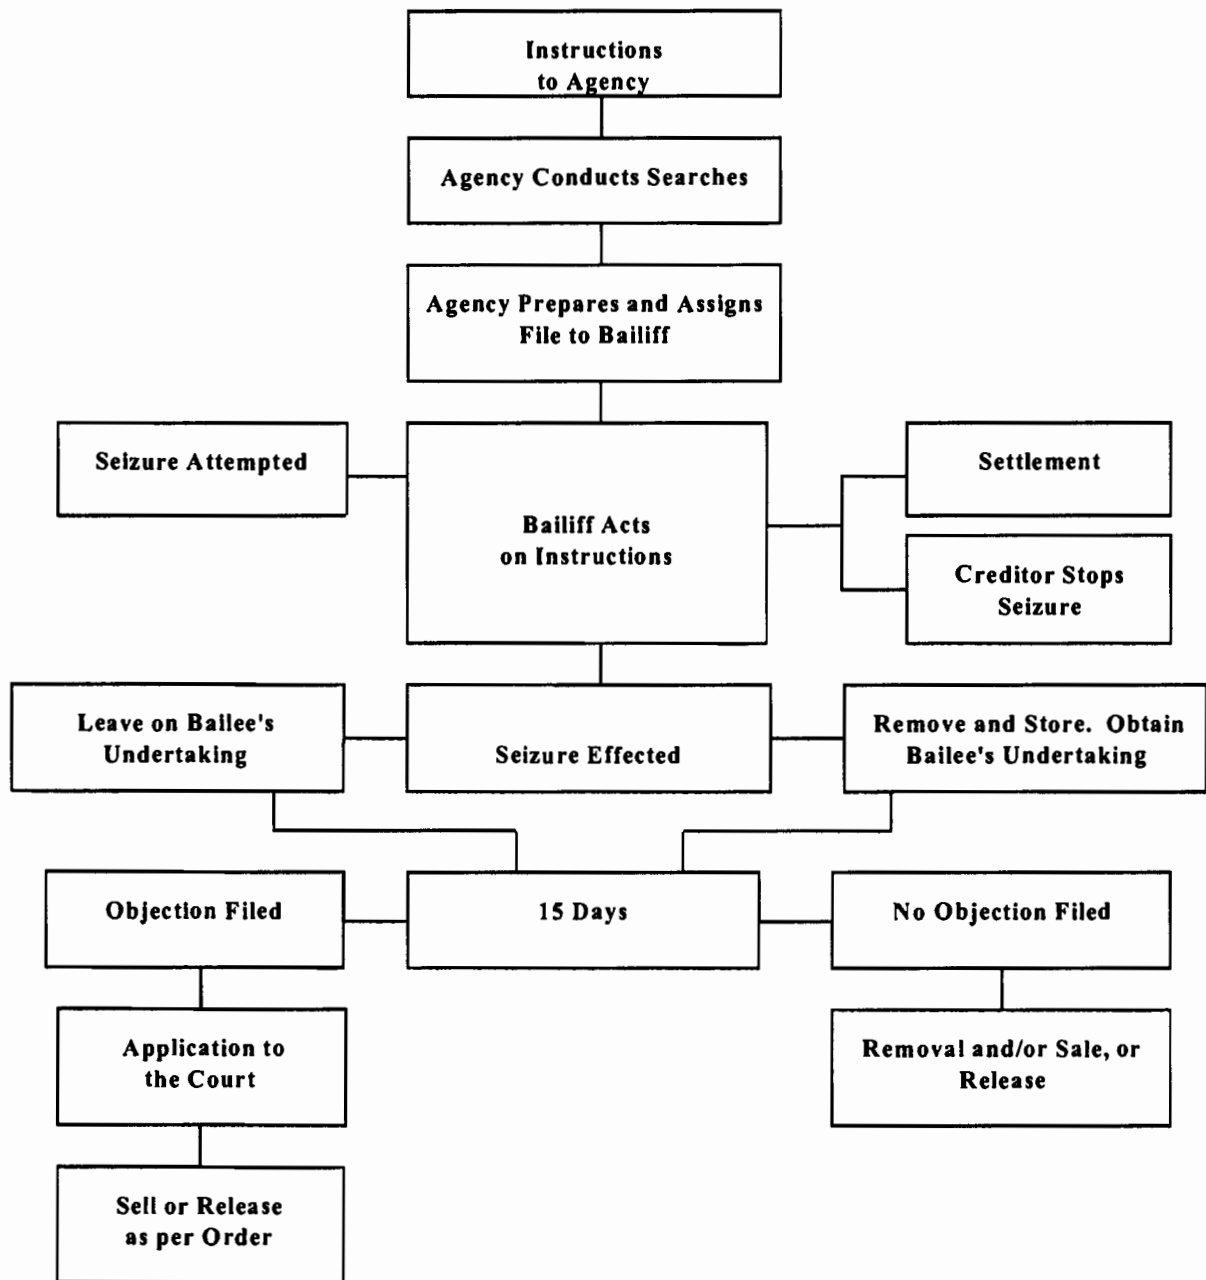 Instructions
to Agency
Agency Conducts Searches
Agency Prepares and Assigns
File to Bailiff
Seizure Attempted
Bailiff Acts
on Instructions
Settlement
Creditor Stops
Seizure
Leave on Bailee's
Undertaking
Seizure Effected
Remove and Store. Obtain
Bailee's Undertaking
Objection Filed
15 Days
No Objection Filed
Application to
the Court
Removal and/or Sale, or
Release
Sell or Release
as per Order